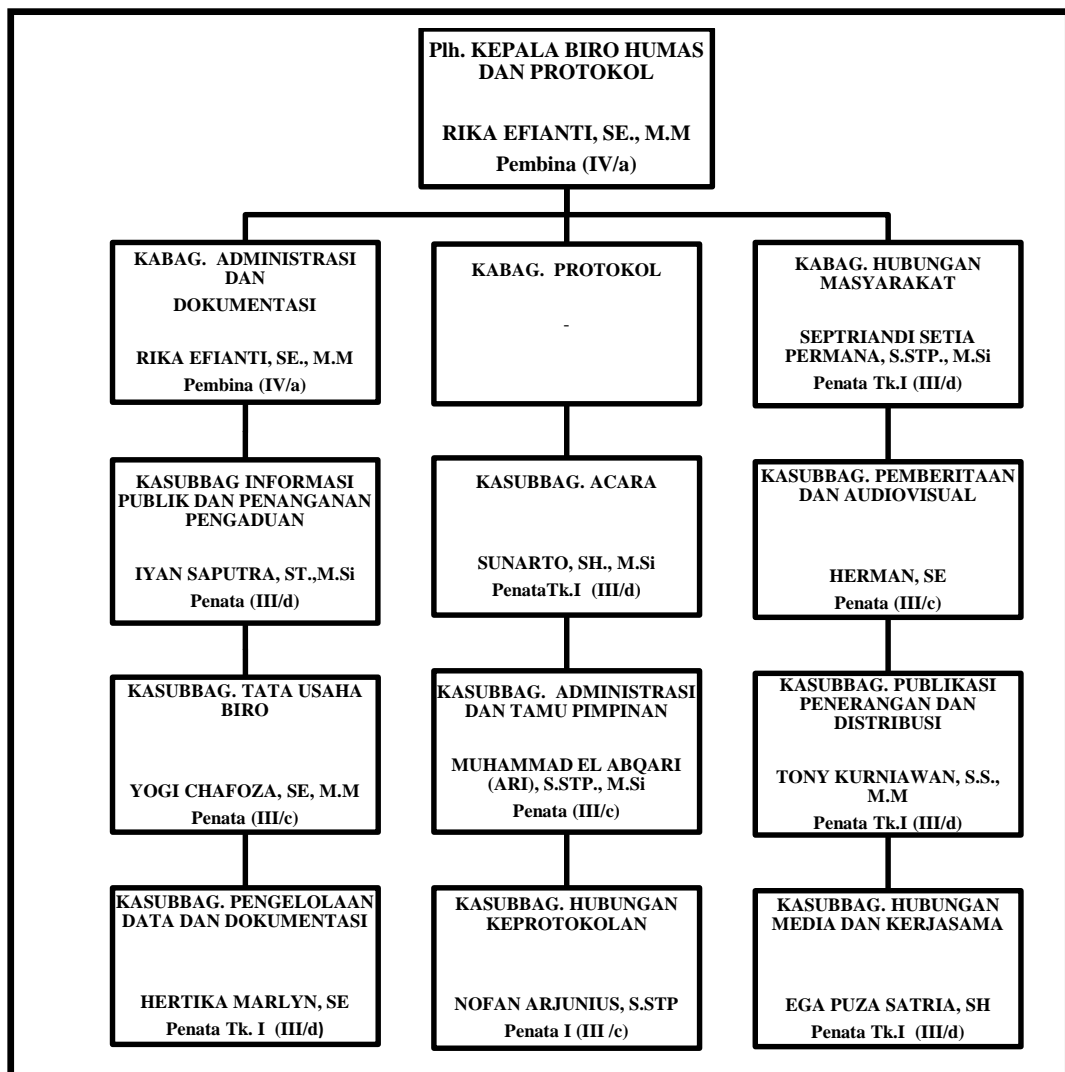 Plh. KEPALA BIRO HUMAS
DAN PROTOKOL
RIKA EFIANTI, SE., M.M
Pembina (IV/a)
KABAG. ADMINISTRASI
DAN
DOKUMENTASI
RIKA EFIANTI, SE., M.M
Pembina (IV/a)
KABAG. PROTOKOL
-
KABAG. HUBUNGAN
MASYARAKAT
SEPTRIANDI SETIA
PERMANA, S.STP., M.Si
Penata Tk.I (III/d)
KASUBBAG INFORMASI
PUBLIK DAN PENANGANAN
PENGADUAN
IYAN SAPUTRA, ST.,M.Si
Penata (III/d)
KASUBBAG. ACARA
SUNARTO, SH., M.Si
PenataTk.I (III/d)
KASUBBAG. PEMBERITAAN
DAN AUDIOVISUAL
HERMAN, SE
Penata (III/c)
KASUBBAG. TATA USAHA
BIRO
YOGI CHAFOZA, SE, M.M
Penata (III/c)
KASUBBAG. ADMINISTRASI
DAN TAMU PIMPINAN
MUHAMMAD EL ABQARI
(ARI), S.STP., M.Si
Penata (III/c)
KASUBBAG. PUBLIKASI
PENERANGAN DAN
DISTRIBUSI
TONY KURNIAWAN, S.S.,
M.M
Penata Tk.I (III/d)
KASUBBAG. PENGELOLAAN
DATA DAN DOKUMENTASI
HERTIKA MARLYN, SE
Penata Tk. I (III/d)
KASUBBAG. HUBUNGAN
KEPROTOKOLAN
NOFAN ARJUNIUS, S.STP
Penata I (III /c)
KASUBBAG. HUBUNGAN
MEDIA DAN KERJASAMA
EGA PUZA SATRIA, SH
Penata Tk.I (III/d)